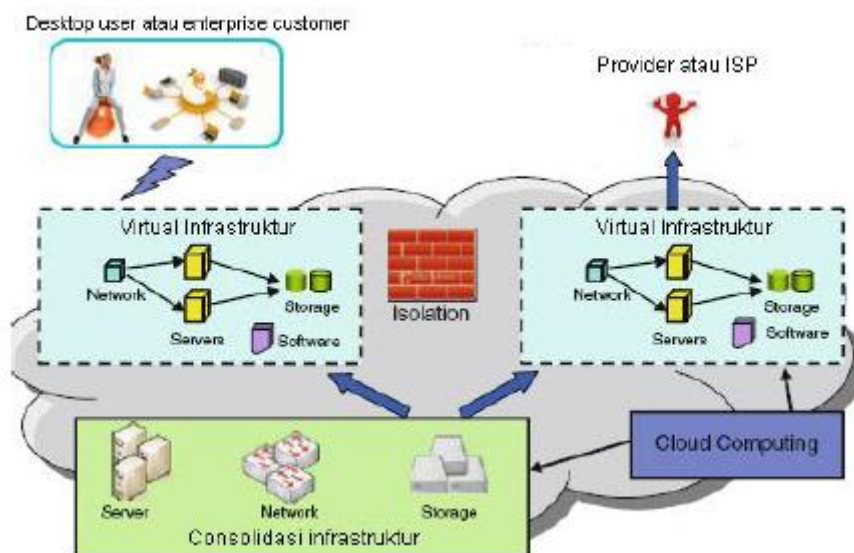 Desktop user atau enterprise customer
Provider atau ISP
Virtual Infrastruktur
Network
Servers
Storage
Software
Isolation
Virtual Infrastruktur
Network
Servers
Storage
Software
Cloud Computing
Server
Network
Storage
Consolidasi infrastruktur